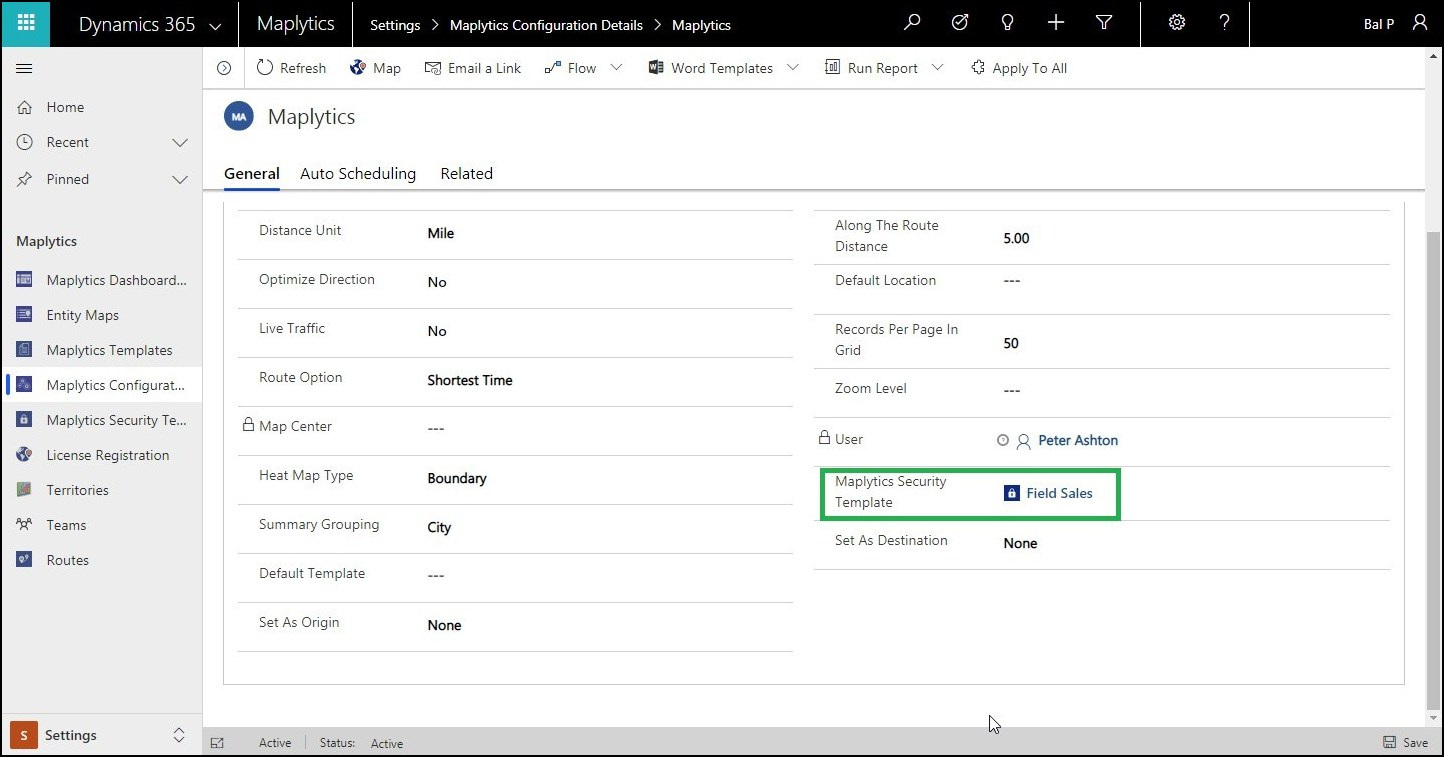 Dynamics 365
Maplytics
Settings > Maplytics Configuration Details > Maplytics
Bal P
Refresh
Map
Email a Link
Flow
Word Templates
Run Report
Apply To All
Home
Recent
Pinned
Maplytics
Maplytics Dashboard...
Entity Maps
Maplytics Templates
Maplytics Configurat...
Maplytics Security Te...
License Registration
Territories
Teams
Routes
S
Settings
MA
Maplytics
General
Auto Scheduling
Related
Distance Unit
Mile
Optimize Direction
No
Live Traffic
No
Route Option
Shortest Time
Map Center
---
Heat Map Type
Boundary
Summary Grouping
City
Default Template
---
Set As Origin
None
Along The Route
Distance
5.00
Default Location
---
Records Per Page In
Grid
50
Zoom Level
---
User
Peter Ashton
Maplytics Security
Template
Field Sales
Set As Destination
None
Active
Status: Active
Save